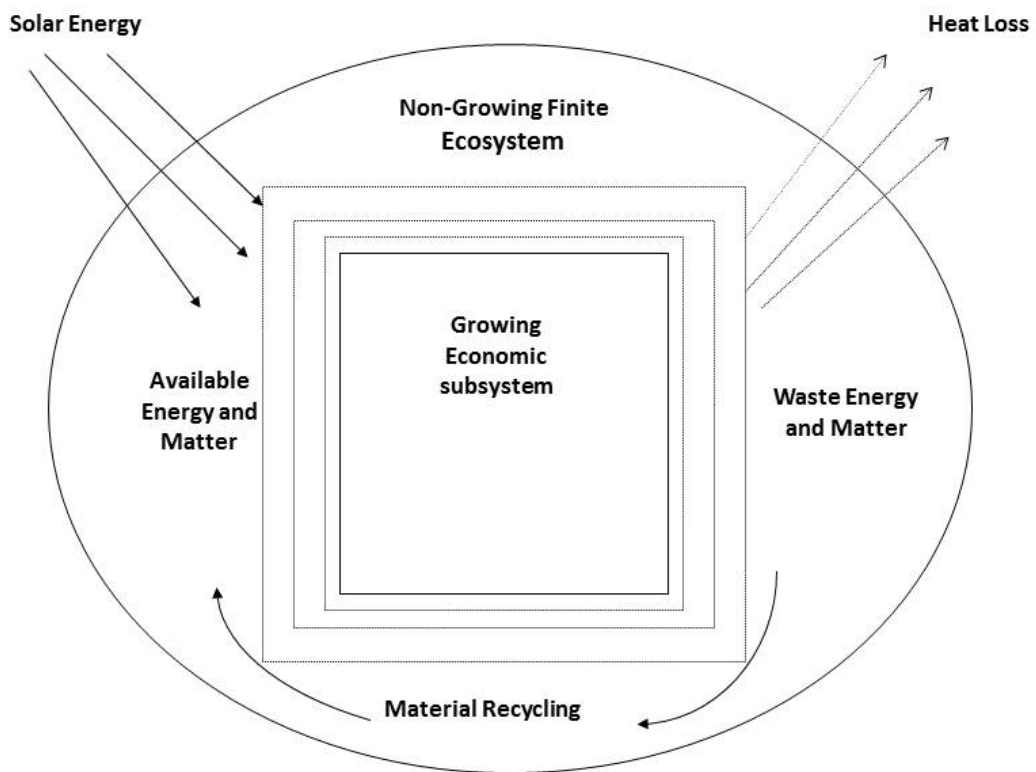 Solar Energy
Heat Loss
Non-Growing Finite
Ecosystem
Growing
Economic
subsystem
Available
Energy and
Matter
Waste Energy
and Matter
Material Recycling